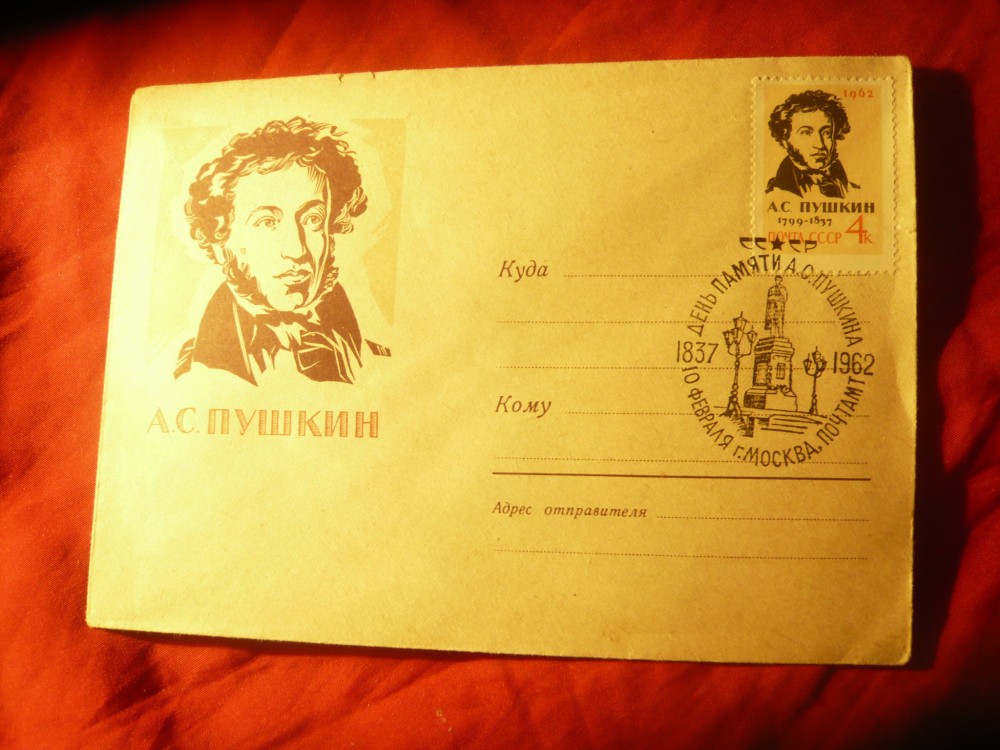 1962
А.С. ПУШКИН
1799-1837
ПОЧТА СССР 4к
СССР
ДЕНЬ ПАМЯТИ А.С.ПУШКИНА
1837 1962
10 ФЕВРАЛЯ г.МОСКВА, ПОЧТАМТ
А.С.ПУШКИН
Куда
Кому
Адрес отправителя